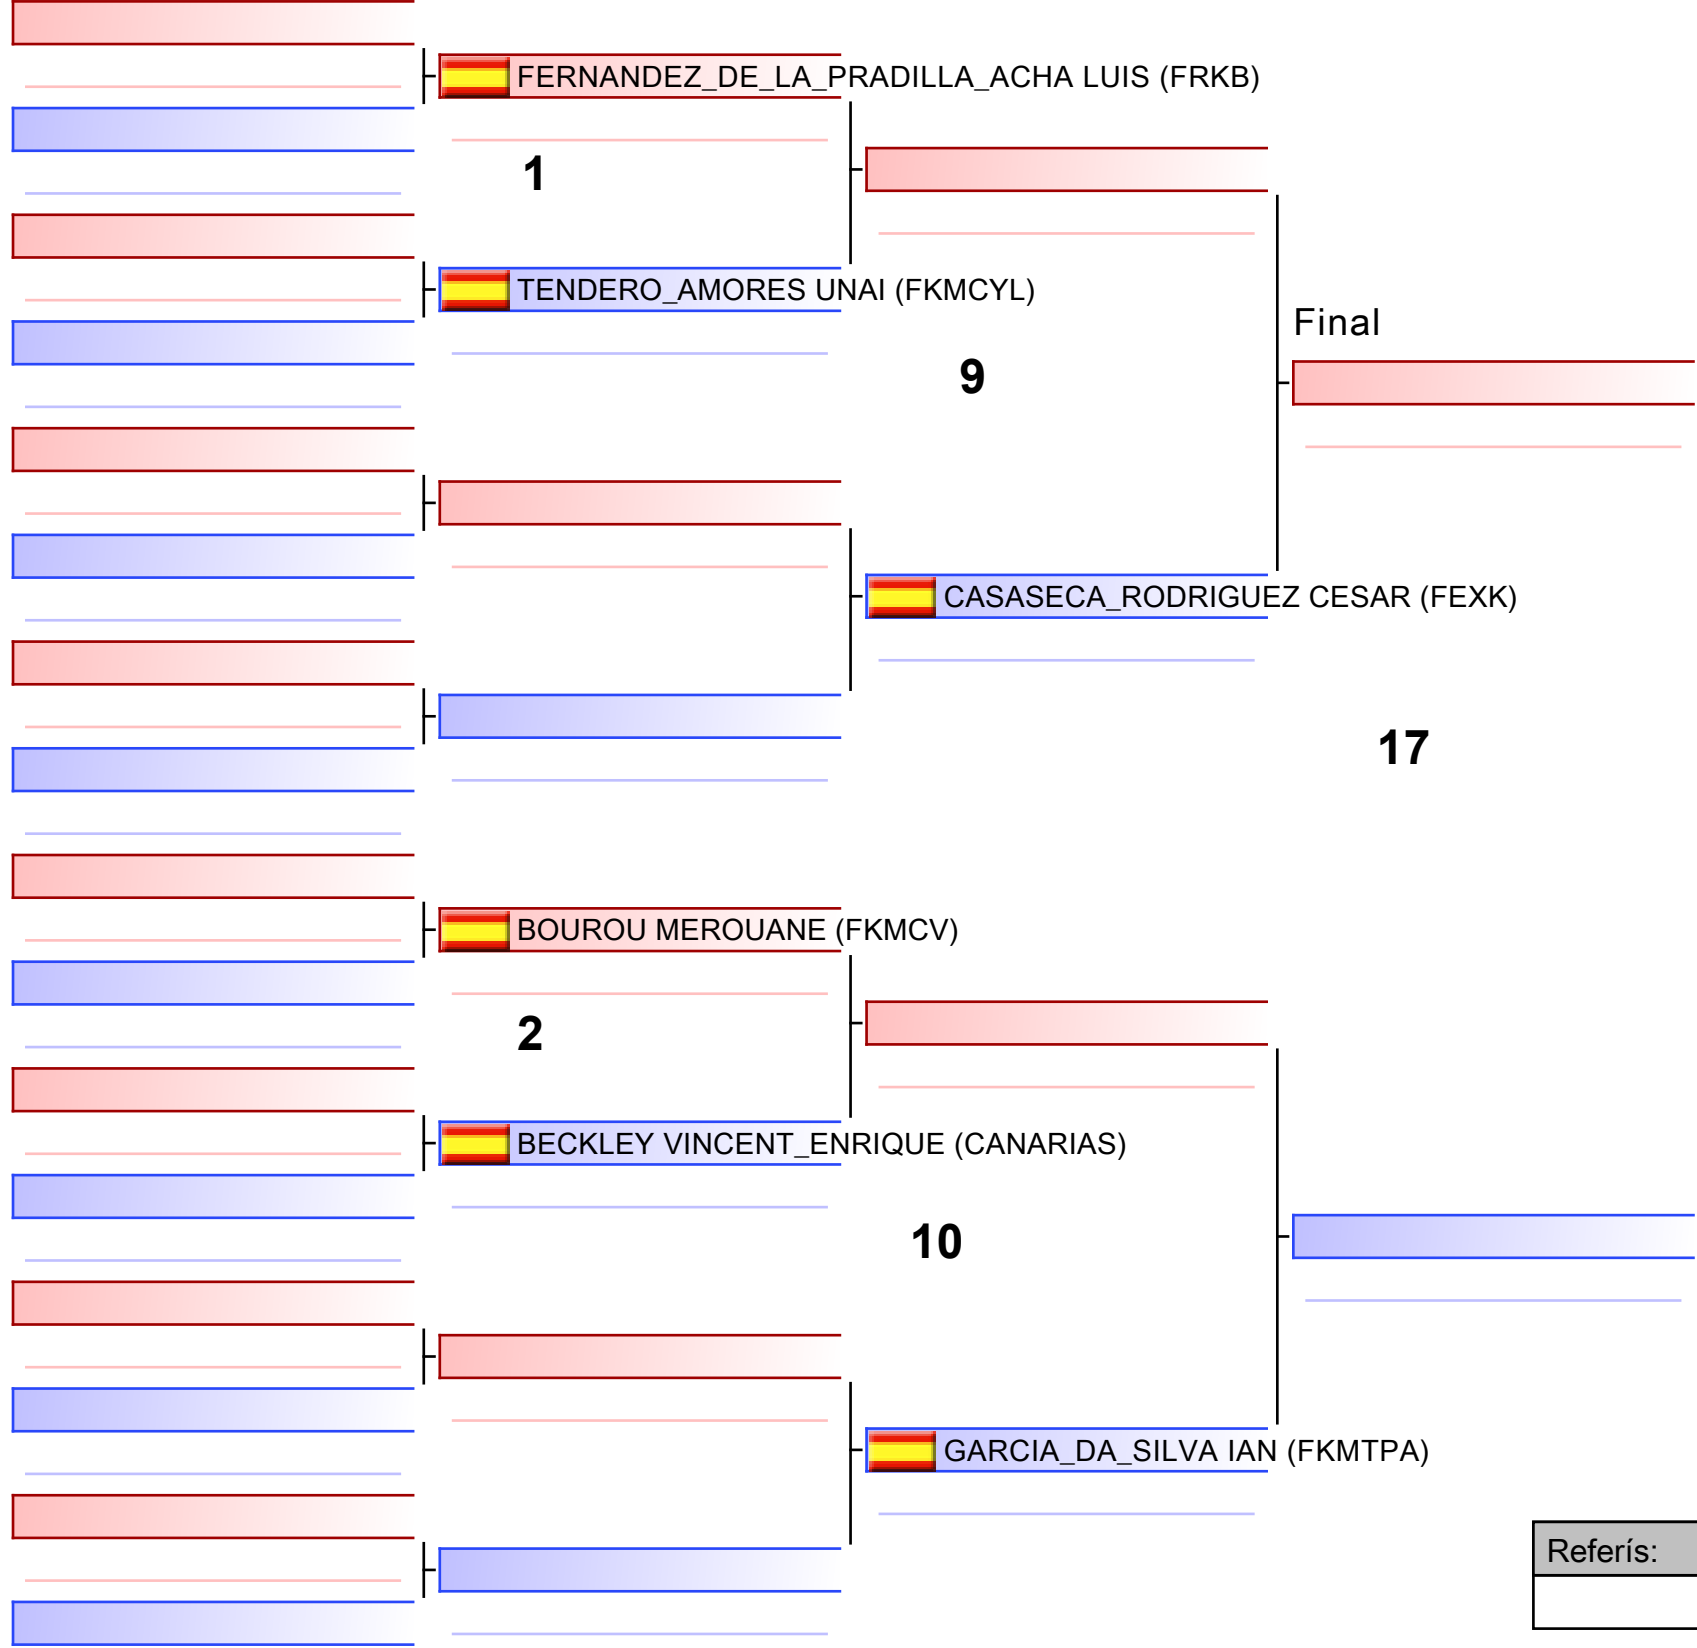 FERNANDEZ_DE_LA_PRADILLA_ACHA LUIS (FRKB)
1
TENDERO_AMORES UNAI (FKMCYL)
Final
9
CASASECA_RODRIGUEZ CESAR (FEXK)
17
BOUROU MEROUANE (FKMCV)
2
BECKLEY VINCENT_ENRIQUE (CANARIAS)
10
GARCIA_DA_SILVA IAN (FKMTPA)
Referís: